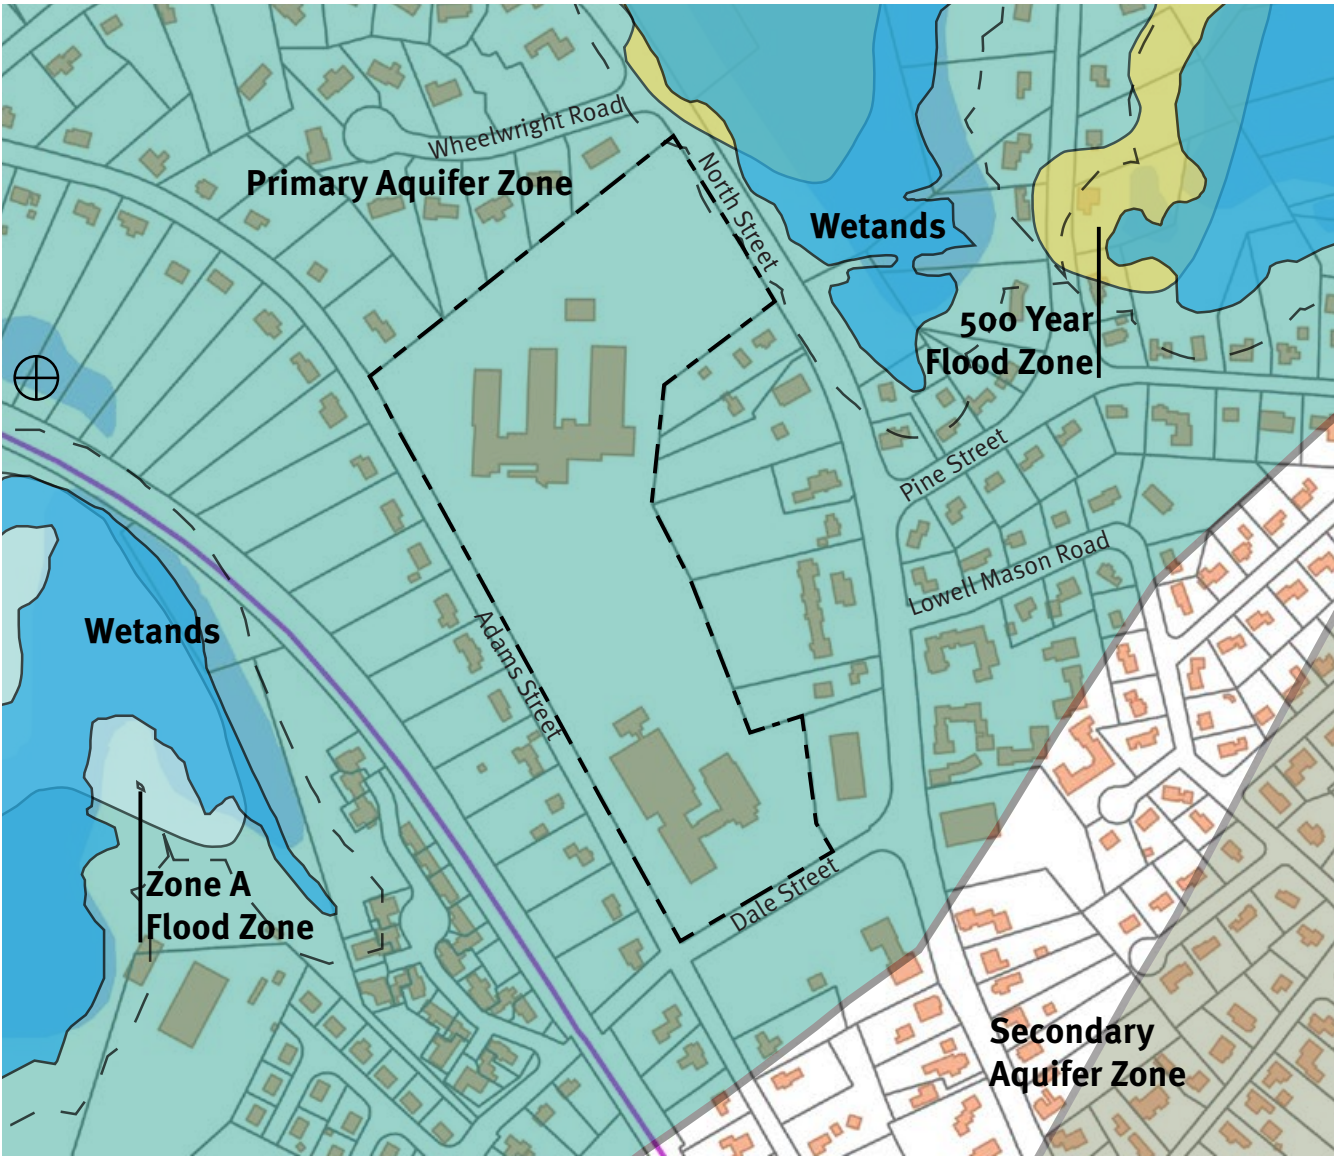 Wheelwright Road
Primary Aquifer Zone
North Street
Wetands
500 Year
Flood Zone
Pine Street
Lowell Mason Road
Wetands
Adams Street
Zone A
Flood Zone
Dale Street
Secondary
Aquifer Zone